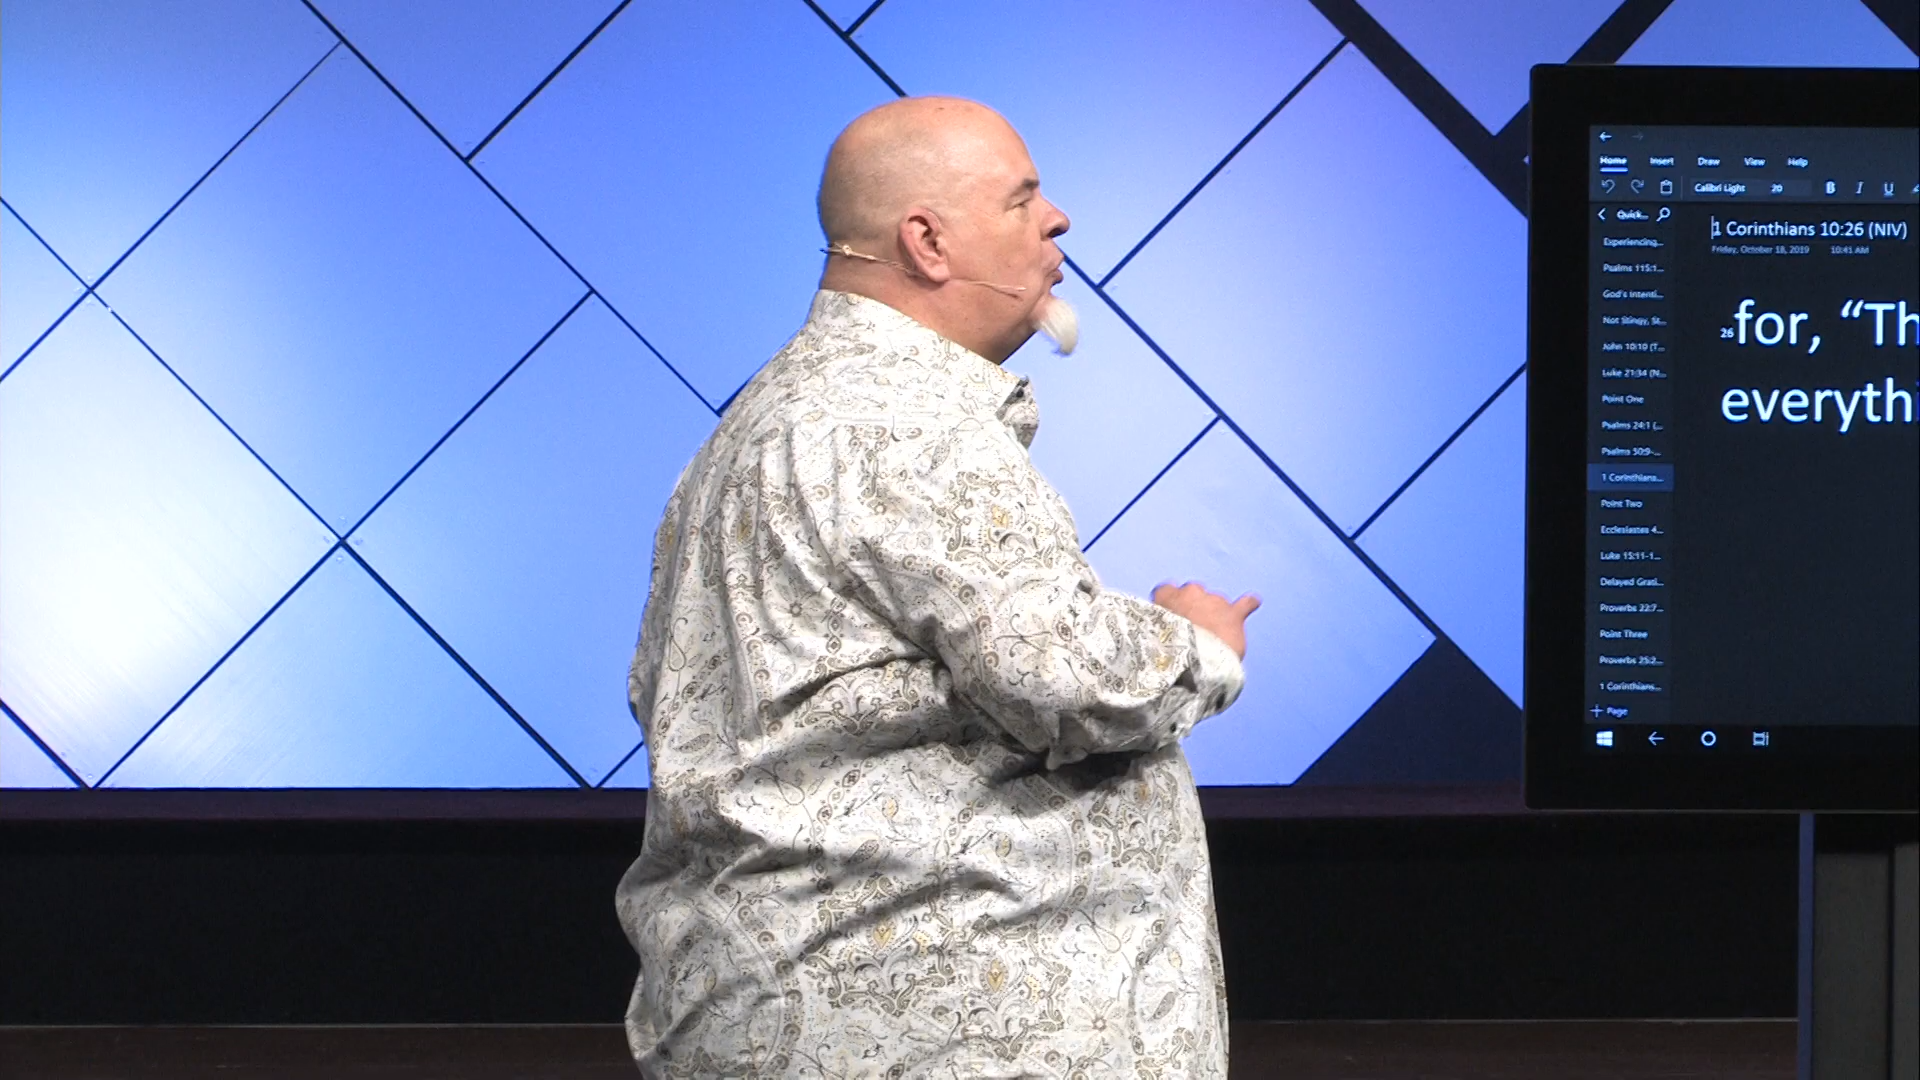 Home Insert Draw View Help
Calibri Light 20 B I U
Quick...
1 Corinthians 10:26 (NIV)
Friday, October 18, 2019 10:41 AM
26 for, “Th
everythi
Experiencing...
Psalms 115:1...
God's Intenti...
Not Stingy, St...
John 10:10 (T...
Luke 21:34 (N...
Point One
Psalms 24:1 (...
Psalms 50:9-...
1 Corinthians...
Point Two
Ecclesiastes 4...
Luke 15:11-1...
Delayed Grati...
Proverbs 22:7...
Point Three
Proverbs 25:2...
1 Corinthians...
+ Page